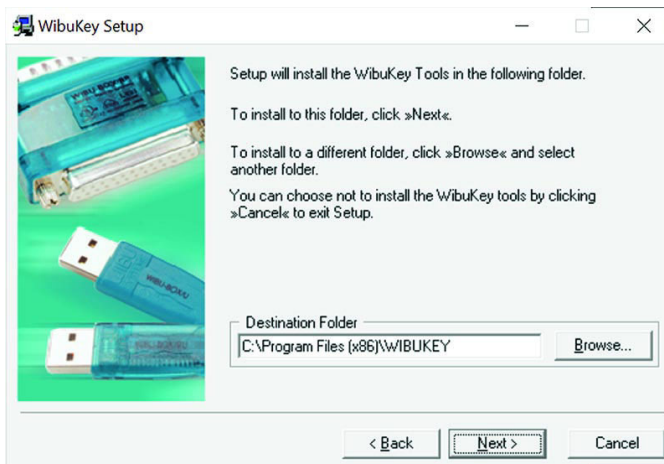 WibuKey Setup
Setup will install the WibuKey Tools in the following folder.
To install to this folder, click »Next«.
To install to a different folder, click »Browse« and select
another folder.
You can choose not to install the WibuKey tools by clicking
»Cancel« to exit Setup.
WIBU-BOX/U
Destination Folder
C:\Program Files (x86)\WIBUKEY
Browse...
< Back
Next >
Cancel